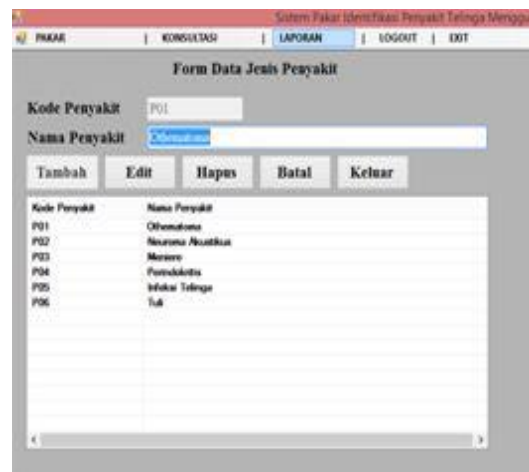 Sistem Pakar Identifikasi Penyakit Telinga Menggu
PAKAR | KONSULTASI | LAPORAN | LOGOUT | EXIT
Form Data Jenis Penyakit
Kode Penyakit P01
Nama Penyakit Othematoma
Tambah Edit Hapus Batal Keluar
Kode Penyakit Nama Penyakit
P01 Othematoma
P02 Neuroma Akustikus
P03 Meniere
P04
P05 Infeksi Telinga
P06 Tuli